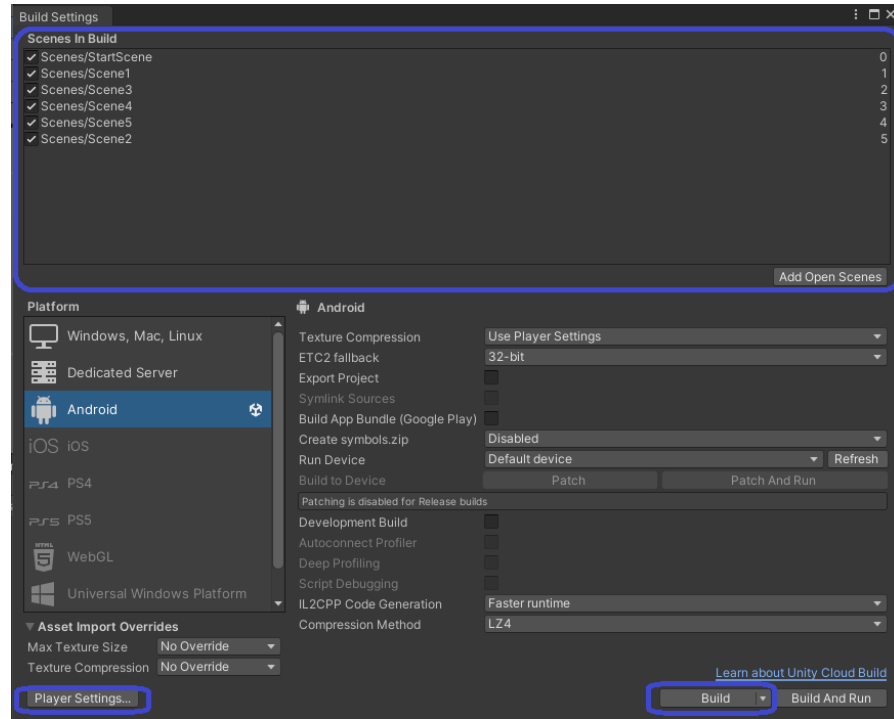 Build Settings
Scenes In Build
Scenes/StartScene 0
Scenes/Scene1 1
Scenes/Scene3 2
Scenes/Scene4 3
Scenes/Scene5 4
Scenes/Scene2 5
Add Open Scenes
Platform
Windows, Mac, Linux
Dedicated Server
Android
iOS iOS
PS4 PS4
PS5 PS5
HTML 5 WebGL
Universal Windows Platform
Android
Texture Compression Use Player Settings
ETC2 fallback 32-bit
Export Project
Symlink Sources
Build App Bundle (Google Play)
Create symbols.zip Disabled
Run Device Default device Refresh
Build to Device Patch Patch And Run
Patching is disabled for Release builds
Development Build
Autoconnect Profiler
Deep Profiling
Script Debugging
IL2CPP Code Generation Faster runtime
Compression Method LZ4
Asset Import Overrides
Max Texture Size No Override
Texture Compression No Override
Learn about Unity Cloud Build
Player Settings... Build Build And Run